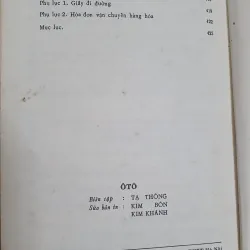 Phụ lục 1. Giấy đi đường.
Phụ lục 2. Hóa đơn vận chuyển hàng hóa
Mục lục.
ÔTÔ
Biên tập : TẠ THÔNG
Sửa bản in : KIM BÔN
KIM KHÁNH